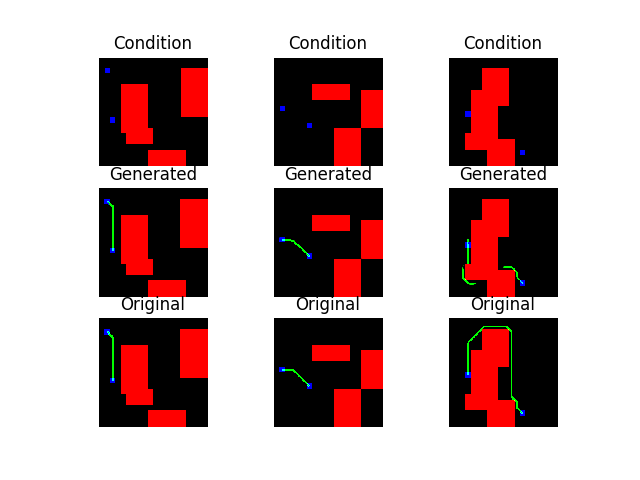 Condition
Condition
Condition
Generated
Generated
Generated
Original
Original
Original